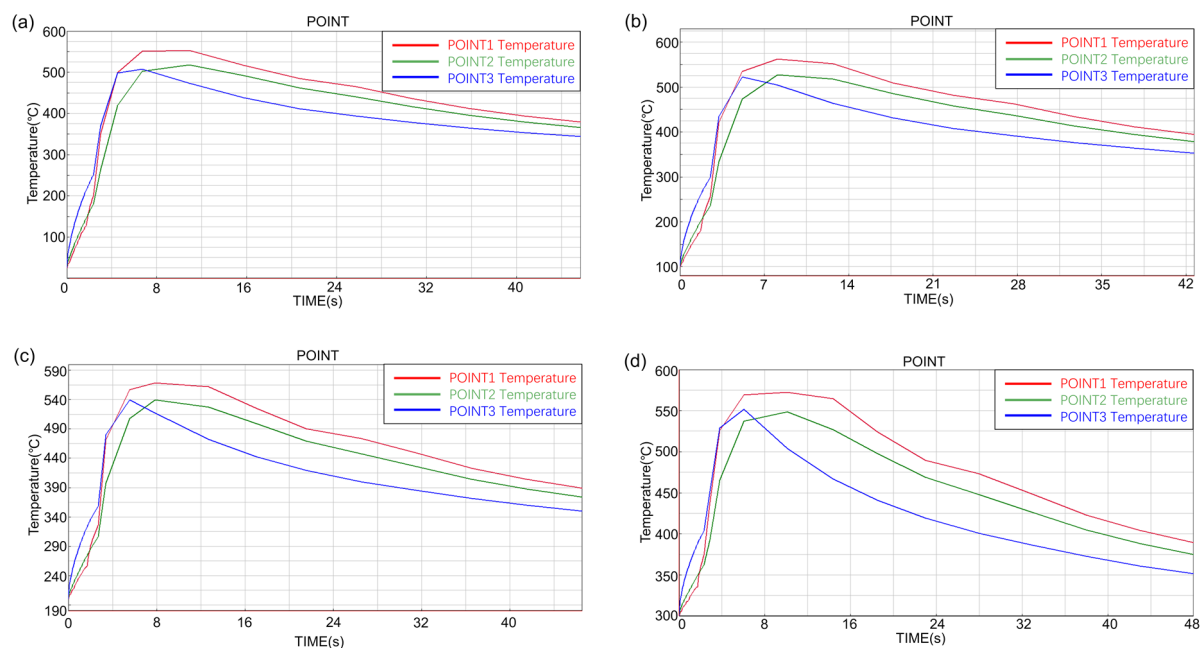 (a)
POINT
600
500
400
300
200
100
Temperature(°C)
POINT1 Temperature
POINT2 Temperature
POINT3 Temperature
0 8 16 24 32 40
TIME(s)
(b)
POINT
600
500
400
300
200
100
Temperature(°C)
POINT1 Temperature
POINT2 Temperature
POINT3 Temperature
0 7 14 21 28 35 42
TIME(s)
(c)
POINT
590
540
490
440
390
340
290
240
190
Temperature(°C)
POINT1 Temperature
POINT2 Temperature
POINT3 Temperature
0 8 16 24 32 40
TIME(s)
(d)
POINT
600
550
500
450
400
350
300
Temperature(°C)
POINT1 Temperature
POINT2 Temperature
POINT3 Temperature
0 8 16 24 32 40 48
TIME(s)